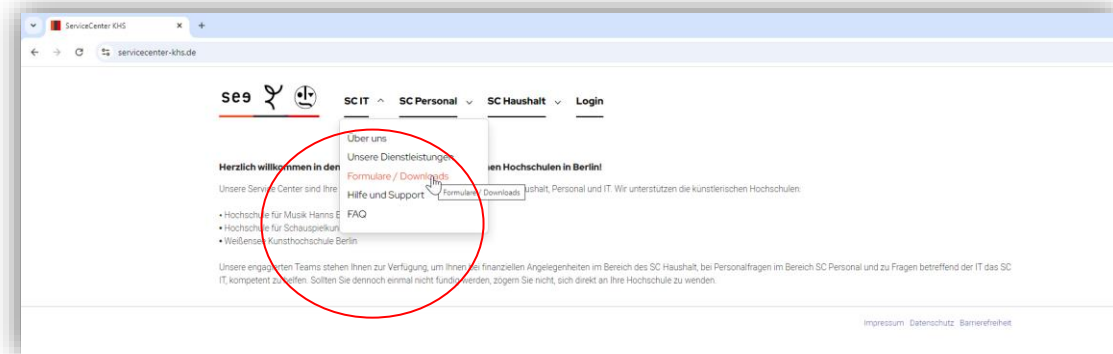 ServiceCenter KHS
servicecenter-khs.de
see
SC IT SC Personal SC Haushalt Login
Über uns
Unsere Dienstleistungen
Formulare / Downloads
Formulare / Downloads
Hilfe und Support
FAQ
Herzlich willkommen in den en Hochschulen in Berlin!
Unsere Service Center sind Ihre ushalt, Personal und IT. Wir unterstützen die künstlerischen Hochschulen:
• Hochschule für Musik Hanns E
• Hochschule für Schauspielkun
• Weißensee Kunsthochschule Berlin
Unsere engagierten Teams stehen Ihnen zur Verfügung, um Ihnen bei finanziellen Angelegenheiten im Bereich des SC Haushalt, bei Personalfragen im Bereich SC Personal und zu Fragen betreffend der IT das SC
IT, kompetent zu helfen. Sollten Sie dennoch einmal nicht fündig werden, zögern Sie nicht, sich direkt an Ihre Hochschule zu wenden.
Impressum Datenschutz Barrierefreiheit